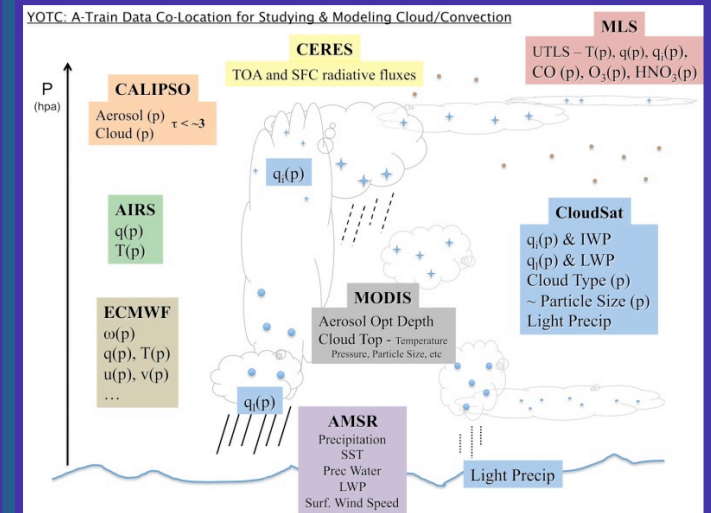 YOTC: A-Train Data Co-Location for Studying & Modeling Cloud/Convection
MLS
UTLS – T(p), q(p), qᵢ(p),
CO (p), O₃(p), HNO₃(p)
CERES
TOA and SFC radiative fluxes
P
(hpa)
CALIPSO
Aerosol (p)
Cloud (p)
τ < ~3
qᵢ(p)
AIRS
q(p)
T(p)
CloudSat
qᵢ(p) & IWP
qₗ(p) & LWP
Cloud Type (p)
~ Particle Size (p)
Light Precip
MODIS
Aerosol Opt Depth
Cloud Top - Temperature
Pressure, Particle Size, etc
ECMWF
ω(p)
q(p), T(p)
u(p), v(p)
…
qₗ(p)
AMSR
Precipitation
SST
Prec Water
LWP
Surf. Wind Speed
Light Precip